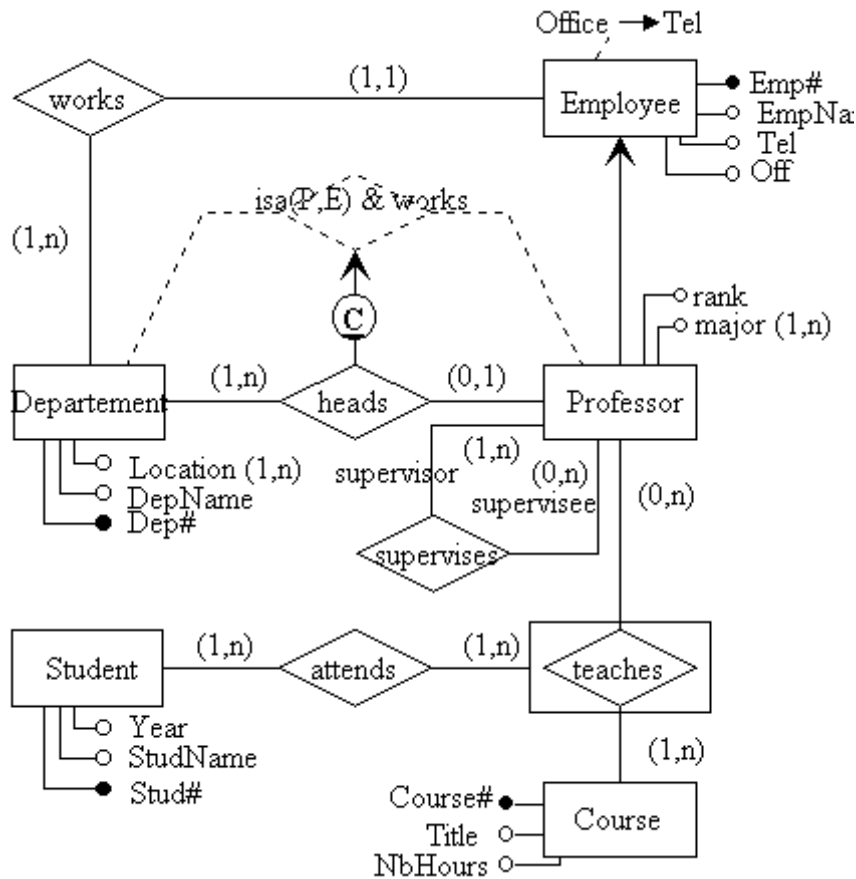 Office Tel
works
(1,1)
Employee
Emp#
EmpNa
Tel
Off
isa(P,E) & works
(1,n)
C
rank
major (1,n)
Departement
(1,n)
heads
(0,1)
Professor
Location (1,n)
DepName
Dep#
supervisor
(1,n)
(0,n)
supervisee
(0,n)
supervises
Student
(1,n)
attends
(1,n)
teaches
Year
StudName
Stud#
(1,n)
Course#
Title
NbHours
Course